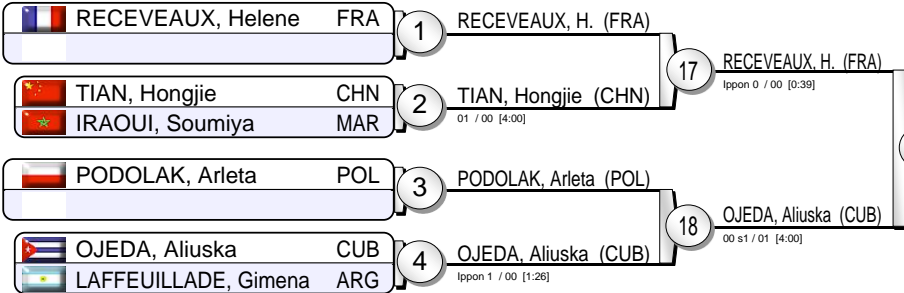 RECEVEAUX, Helene FRA
1
RECEVEAUX, H. (FRA)
17
RECEVEAUX, H. (FRA)
Ippon 0 / 00 [0:39]
TIAN, Hongjie CHN
IRAOUI, Soumiya MAR
2
TIAN, Hongjie (CHN)
01 / 00 [4:00]
PODOLAK, Arleta POL
3
PODOLAK, Arleta (POL)
18
OJEDA, Aliuska (CUB)
00 s1 / 01 [4:00]
OJEDA, Aliuska CUB
LAFFEUILLADE, Gimena ARG
4
OJEDA, Aliuska (CUB)
Ippon 1 / 00 [1:26]